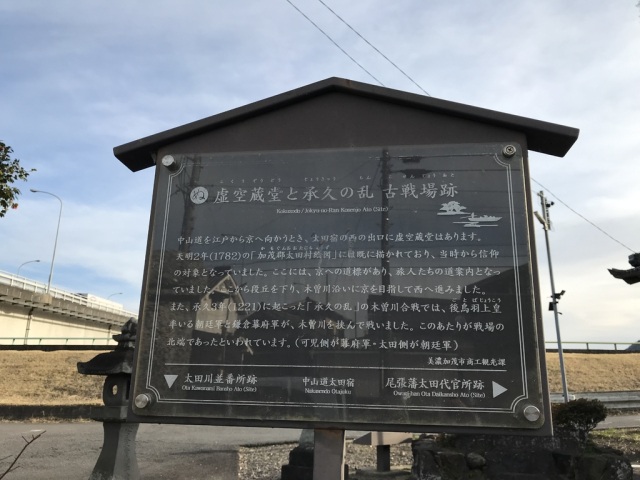 虚空蔵堂と承久の乱 古戦場跡
Kokuzodo / Jokyu-no-Ran Kosenjo Ato (Site)
中山道を江戸から京へ向かうとき、太田宿の西の出口に虚空蔵堂はあります。
天明2年(1782)の「加茂郡太田村絵図」には既に描かれており、当時から信仰
の対象となっていました。ここには、京への道標があり、旅人たちの道案内となっ
ていました。ここから段丘を下り、木曽川沿いに京を目指して西へ進みました。
また、承久3年(1221)に起こった「承久の乱」の木曽川合戦では、後鳥羽上皇
率いる朝廷軍と鎌倉幕府軍が、木曽川を挟んで戦いました。このあたりが戦場の
北端であったといわれています。(可児側が幕府軍・太田側が朝廷軍)
美濃加茂市商工観光課
太田川並番所跡 中山道太田宿 尾張藩太田代官所跡
Ota Kawanami Bansho Ato (Site) Nakasendo Otajuku Owari-han Ota Daikansho Ato (Site)